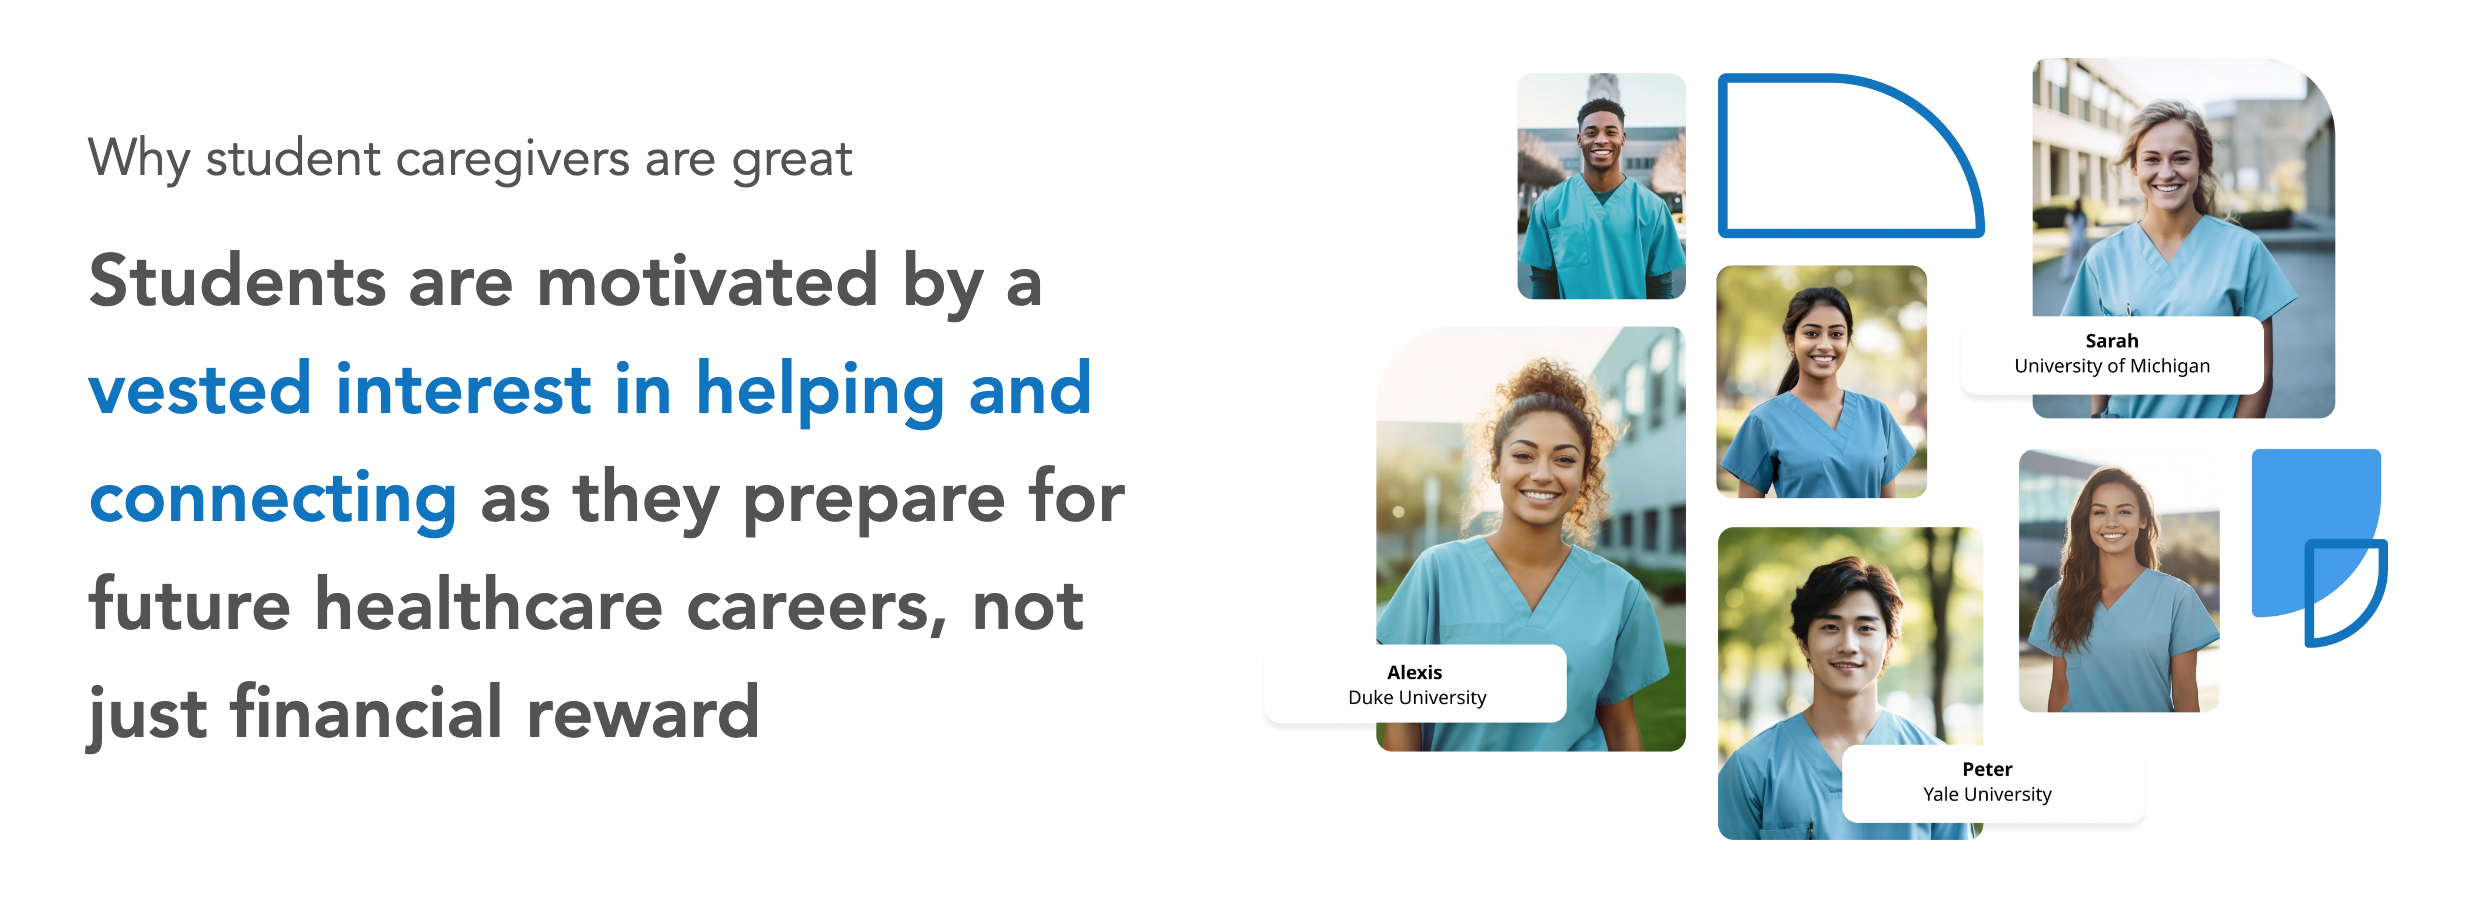 Why student caregivers are great
Students are motivated by a
vested interest in helping and
connecting as they prepare for
future healthcare careers, not
just financial reward
Sarah
University of Michigan
Alexis
Duke University
Peter
Yale University